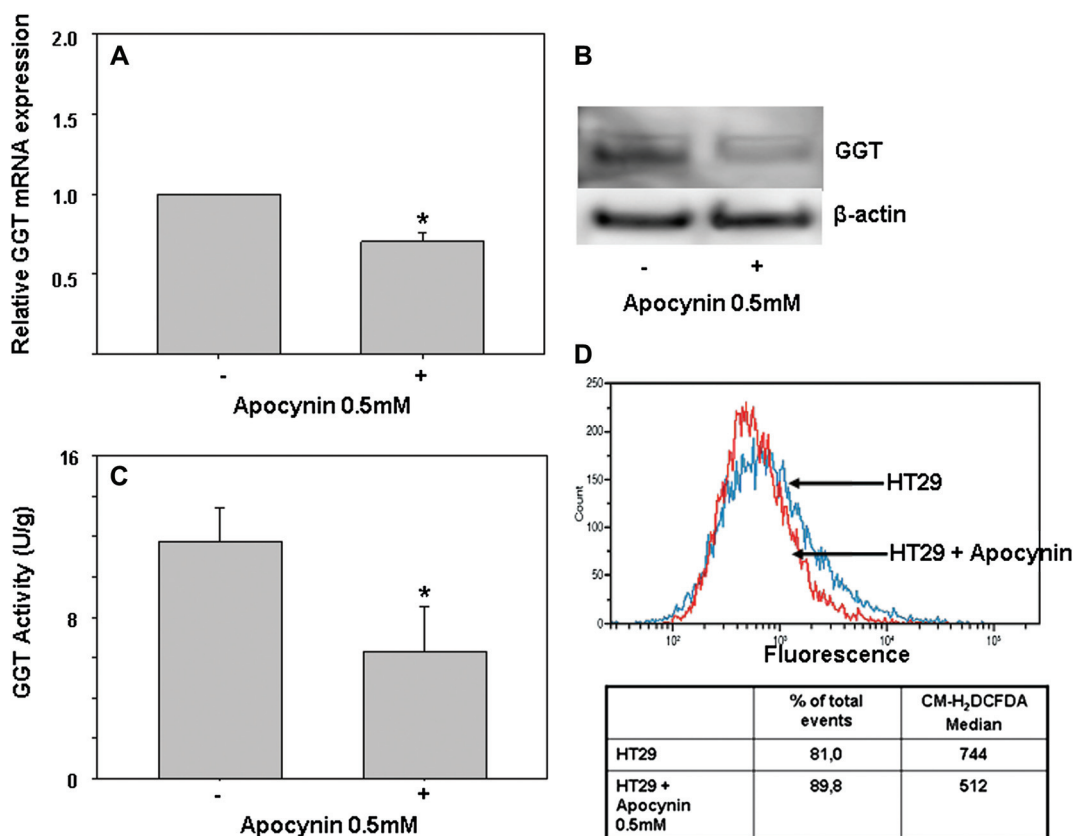 A
Relative GGT mRNA expression
2.0
1.5
1.0
0.5
-
+
*
Apocynin 0.5mM
B
GGT
β-actin
-
+
Apocynin 0.5mM
C
GGT Activity (U/g)
16
8
0
-
+
*
Apocynin 0.5mM
D
Count
250
200
150
100
50
0
10²
10³
10⁴
10⁵
HT29
HT29 + Apocynin
Fluorescence
% of total
events
CM-H₂DCFDA
Median
HT29
81,0
744
HT29 +
Apocynin
0.5mM
89,8
512